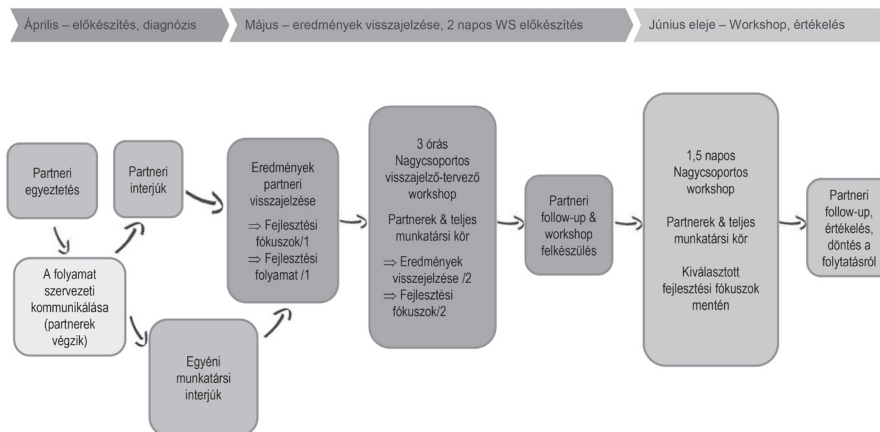 Április – előkészítés, diagnózis
Május – eredmények visszajelzése, 2 napos WS előkészítés
Június eleje – Workshop, értékelés
Partneri
egyeztetés
A folyamat
szervezeti
kommunikálása
(partnerek
végzik)
Partneri
interjúk
Egyéni
munkatársi
interjúk
Eredmények
partneri
visszajelzése
⇒ Fejlesztési
fókuszok/1
⇒ Fejlesztési
folyamat /1
3 órás
Nagycsoportos
visszajelző-tervező
workshop
Partnerek & teljes
munkatársi kör
⇒ Eredmények
visszejelzése /2
⇒ Fejlesztési
fókuszok/2
Partneri
follow-up &
workshop
felkészülés
1,5 napos
Nagycsoportos
workshop
Partnerek & teljes
munkatársi kör
Kiválasztott
fejlesztési fókuszok
mentén
Partneri
follow-up,
értékelés,
döntés a
folytatásról